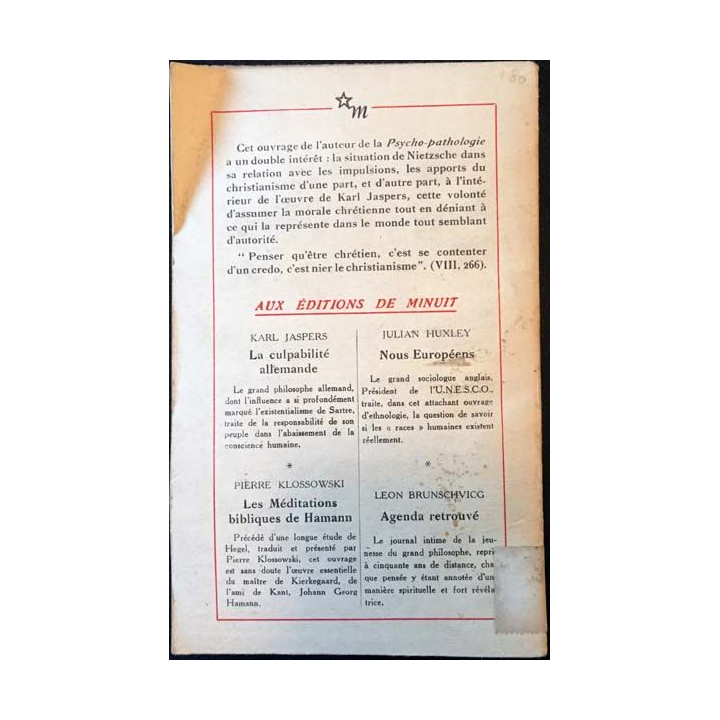 80
m
Cet ouvrage de l'auteur de la Psycho-pathologie
a un double intérêt : la situation de Nietzsche dans
sa relation avec les impulsions, les apports du
christianisme d'une part, et d'autre part, à l'inté-
rieur de l'œuvre de Karl Jaspers, cette volonté
d'assumer la morale chrétienne tout en déniant à
ce qui la représente dans le monde tout semblant
d'autorité.
" Penser qu'être chrétien, c'est se contenter
d'un credo, c'est nier le christianisme". (VIII, 266).
AUX ÉDITIONS DE MINUIT
KARL JASPERS
La culpabilité
allemande
Le grand philosophe allemand,
dont l'influence a si profondément
marqué l'existentialisme de Sartre,
traite de la responsabilité de son
peuple dans l'abaissement de la
conscience humaine.
*
PIERRE KLOSSOWSKI
Les Méditations
bibliques de Hamann
Précédé d'une longue étude de
Hegel, traduit et présenté par
Pierre Klossowski, cet ouvrage
est sans doute l'œuvre essentielle
du maître de Kierkegaard, de
l'ami de Kant, Johann Georg
Hamann.
JULIAN HUXLEY
Nous Européens
Le grand sociologue anglais,
Président de l'U.N.E.S.C.O.,
traite, dans cet attachant ouvrage
d'ethnologie, la question de savoir
si les « races » humaines existent
réellement.
*
LEON BRUNSCHVICG
Agenda retrouvé
Le journal intime de la jeu-
nesse du grand philosophe, repri
à cinquante ans de distance, cha
que pensée y étant annotée d'un
manière spirituelle et fort révéla
trice.